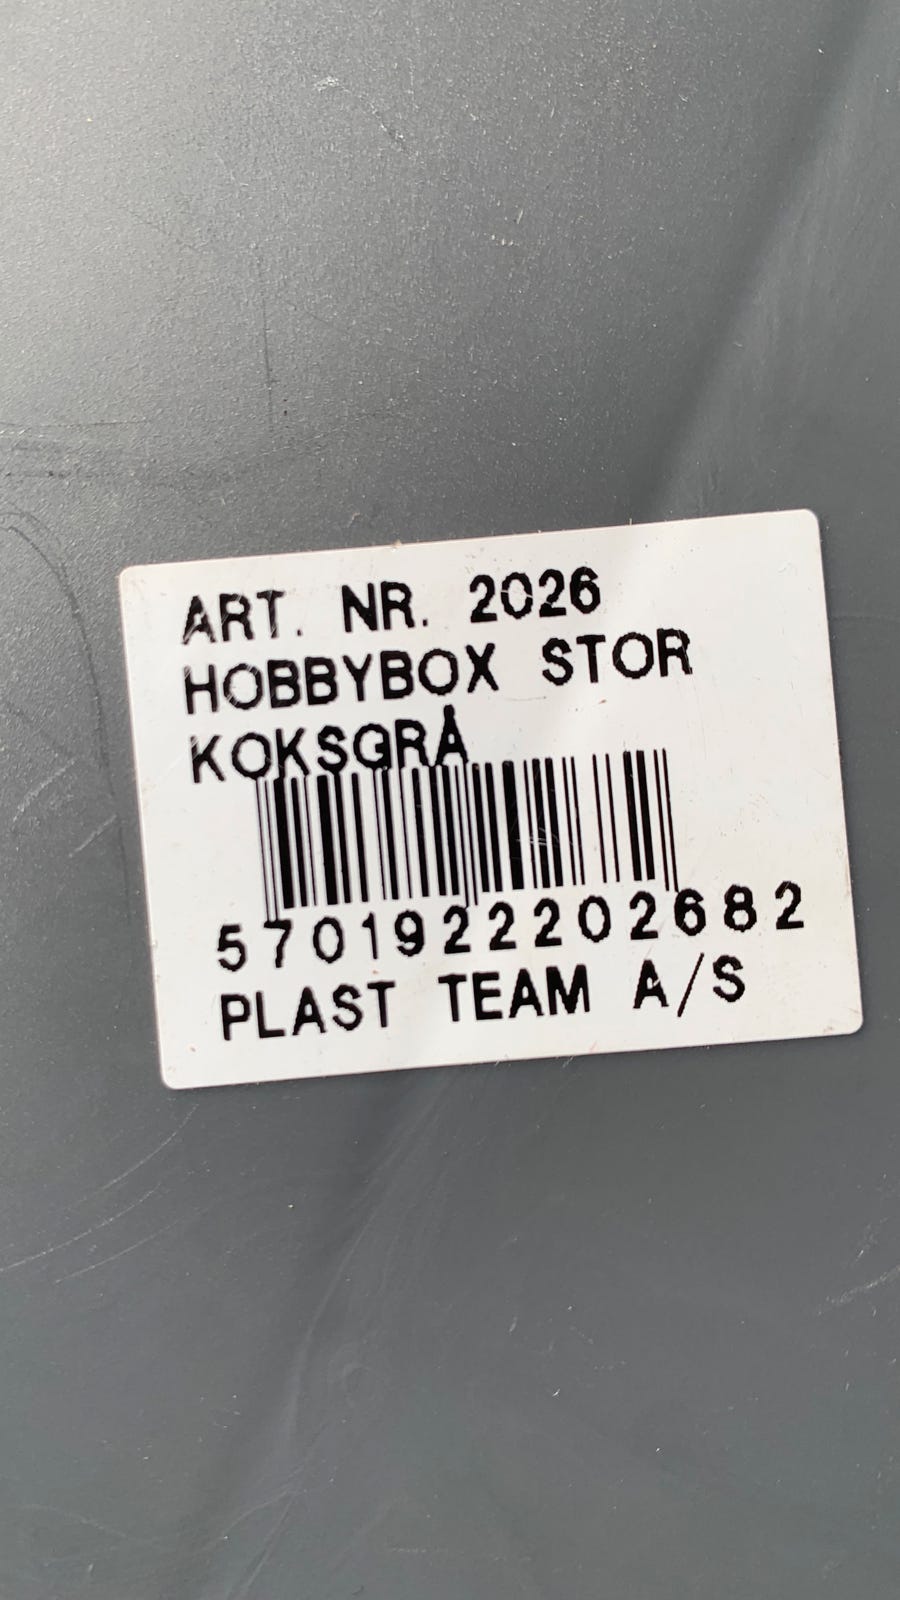 ART. NR. 2026
HOBBYBOX STOR
KOKSGRÅ
5701922202682
PLAST TEAM A/S